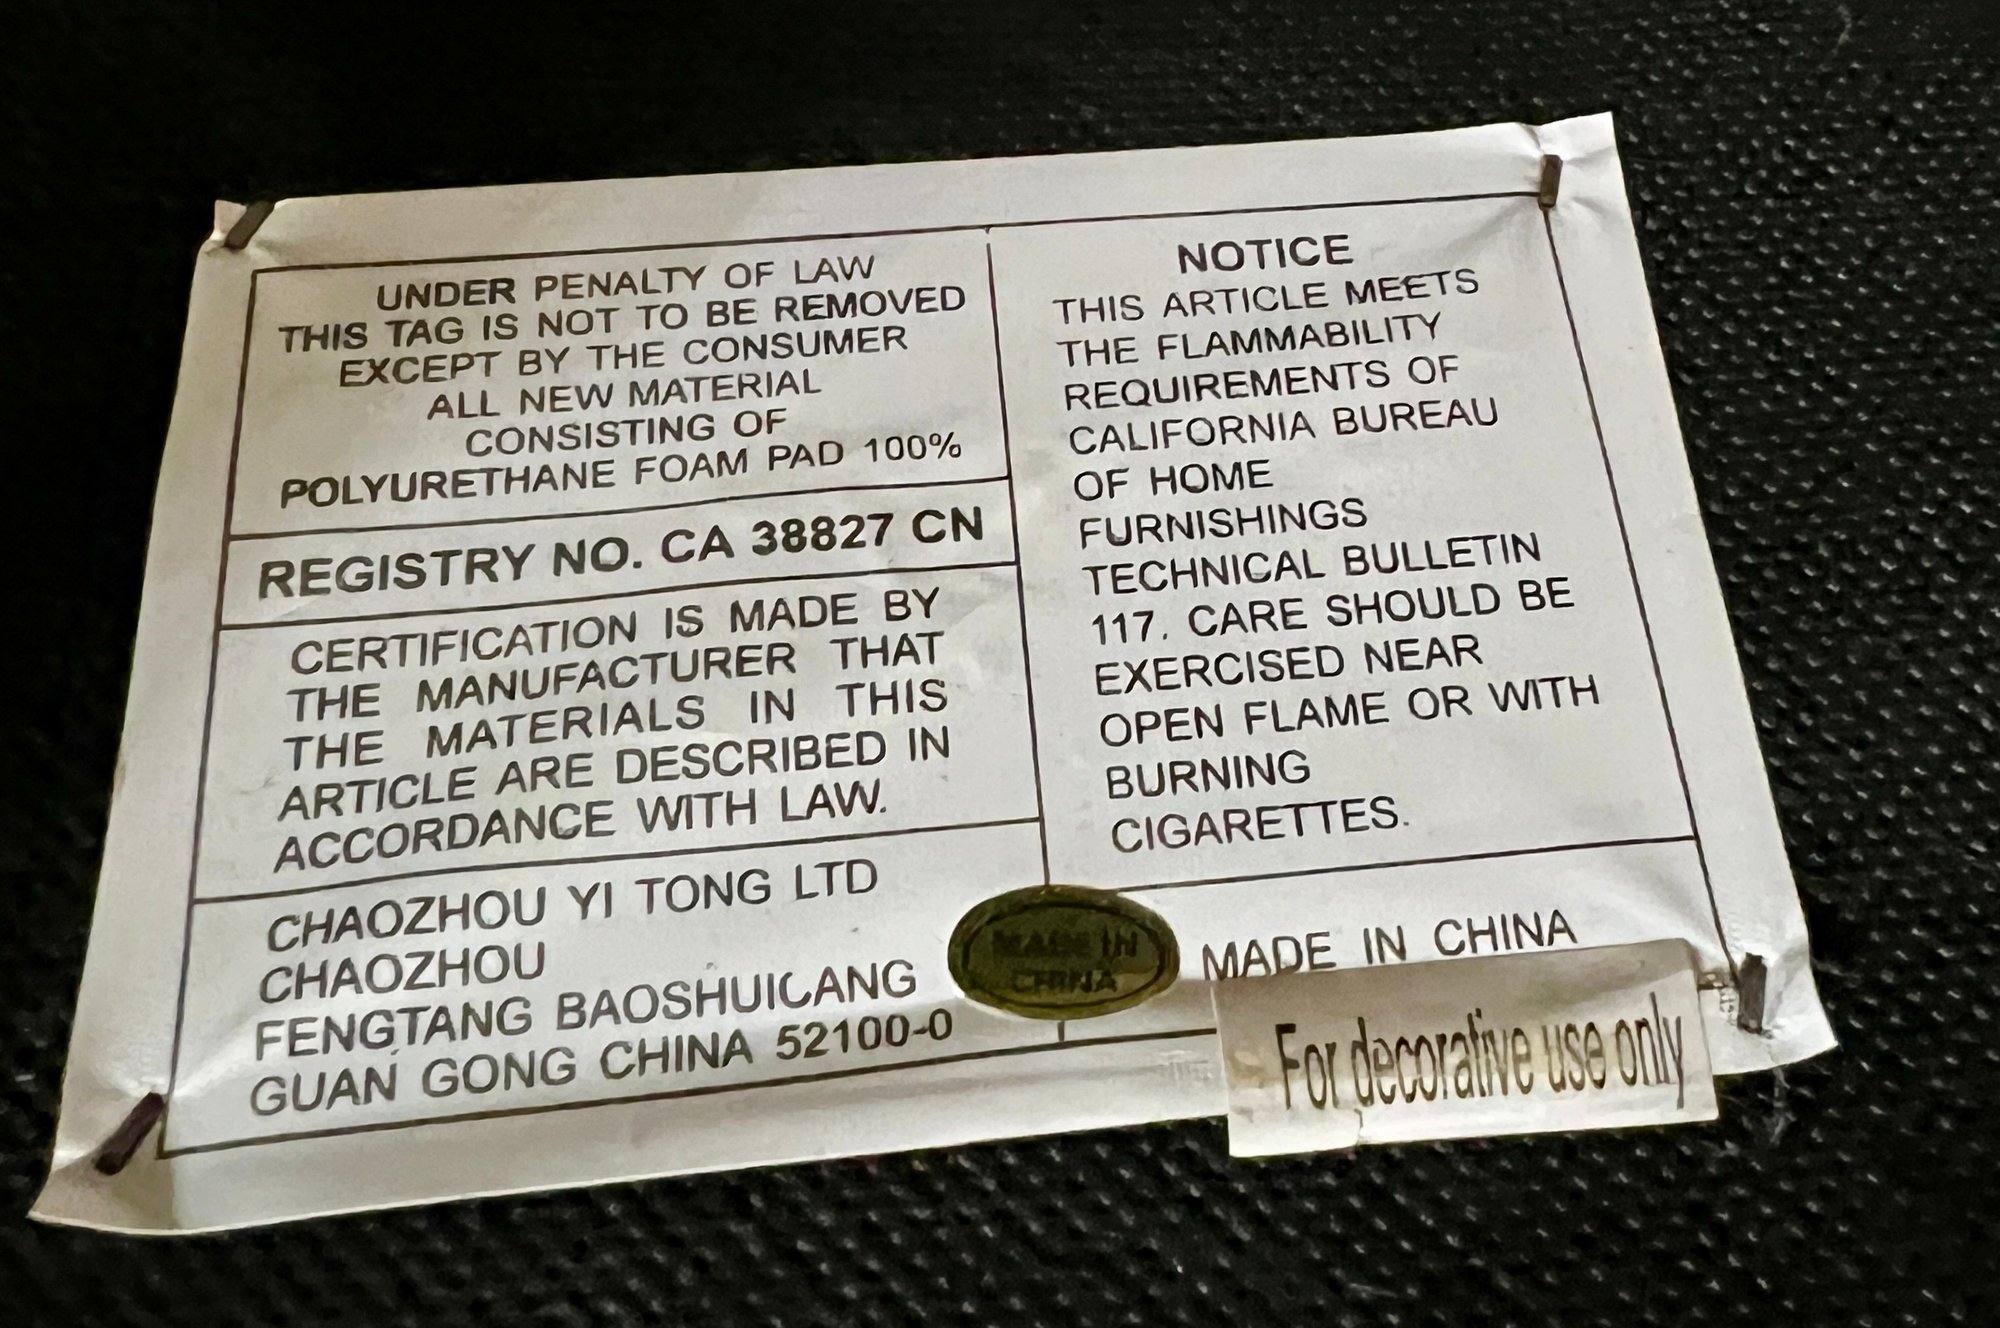 UNDER PENALTY OF LAW
THIS TAG IS NOT TO BE REMOVED
EXCEPT BY THE CONSUMER
ALL NEW MATERIAL
CONSISTING OF
POLYURETHANE FOAM PAD 100%
REGISTRY NO. CA 38827 CN
CERTIFICATION IS MADE BY
THE MANUFACTURER THAT
THE MATERIALS IN THIS
ARTICLE ARE DESCRIBED IN
ACCORDANCE WITH LAW.
CHAOZHOU YI TONG LTD
CHAOZHOU
FENGTANG BAOSHUICANG
GUAN GONG CHINA 52100-0
NOTICE
THIS ARTICLE MEETS
THE FLAMMABILITY
REQUIREMENTS OF
CALIFORNIA BUREAU
OF HOME
FURNISHINGS
TECHNICAL BULLETIN
117. CARE SHOULD BE
EXERCISED NEAR
OPEN FLAME OR WITH
BURNING
CIGARETTES.
MADE IN
CHINA
MADE IN CHINA
For decorative use only